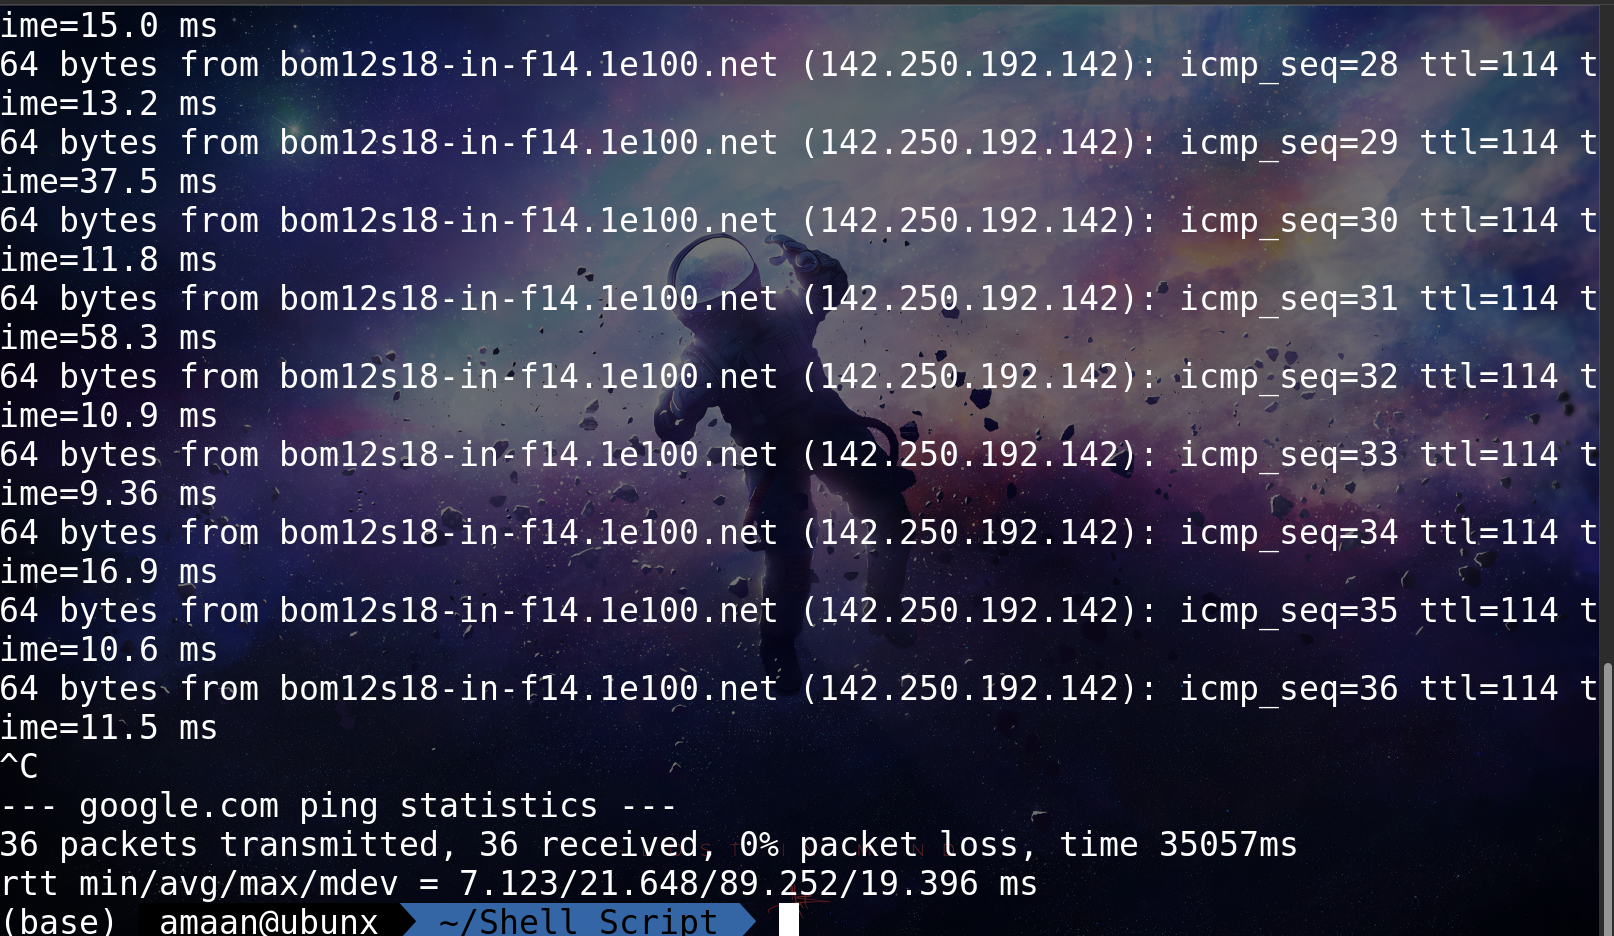 ime=15.0 ms
64 bytes from bom12s18-in-f14.1e100.net (142.250.192.142): icmp_seq=28 ttl=114 t
ime=13.2 ms
64 bytes from bom12s18-in-f14.1e100.net (142.250.192.142): icmp_seq=29 ttl=114 t
ime=37.5 ms
64 bytes from bom12s18-in-f14.1e100.net (142.250.192.142): icmp_seq=30 ttl=114 t
ime=11.8 ms
64 bytes from bom12s18-in-f14.1e100.net (142.250.192.142): icmp_seq=31 ttl=114 t
ime=58.3 ms
64 bytes from bom12s18-in-f14.1e100.net (142.250.192.142): icmp_seq=32 ttl=114 t
ime=10.9 ms
64 bytes from bom12s18-in-f14.1e100.net (142.250.192.142): icmp_seq=33 ttl=114 t
ime=9.36 ms
64 bytes from bom12s18-in-f14.1e100.net (142.250.192.142): icmp_seq=34 ttl=114 t
ime=16.9 ms
64 bytes from bom12s18-in-f14.1e100.net (142.250.192.142): icmp_seq=35 ttl=114 t
ime=10.6 ms
64 bytes from bom12s18-in-f14.1e100.net (142.250.192.142): icmp_seq=36 ttl=114 t
ime=11.5 ms
^C
--- google.com ping statistics ---
36 packets transmitted, 36 received, 0% packet loss, time 35057ms
rtt min/avg/max/mdev = 7.123/21.648/89.252/19.396 ms
(base) amaan@ubunx ~/Shell Script